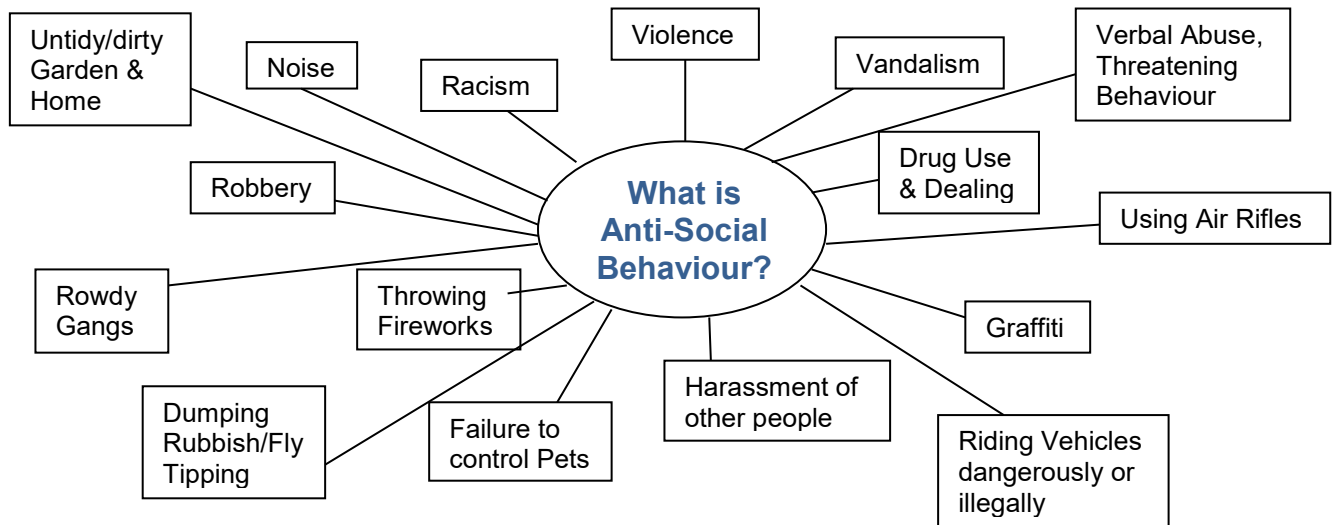 Untidy/dirty
Garden &
Home
Noise
Racism
Violence
Vandalism
Verbal Abuse,
Threatening
Behaviour
Robbery
What is
Anti-Social
Behaviour?
Drug Use
& Dealing
Using Air Rifles
Rowdy
Gangs
Throwing
Fireworks
Graffiti
Dumping
Rubbish/Fly
Tipping
Failure to
control Pets
Harassment of
other people
Riding Vehicles
dangerously or
illegally